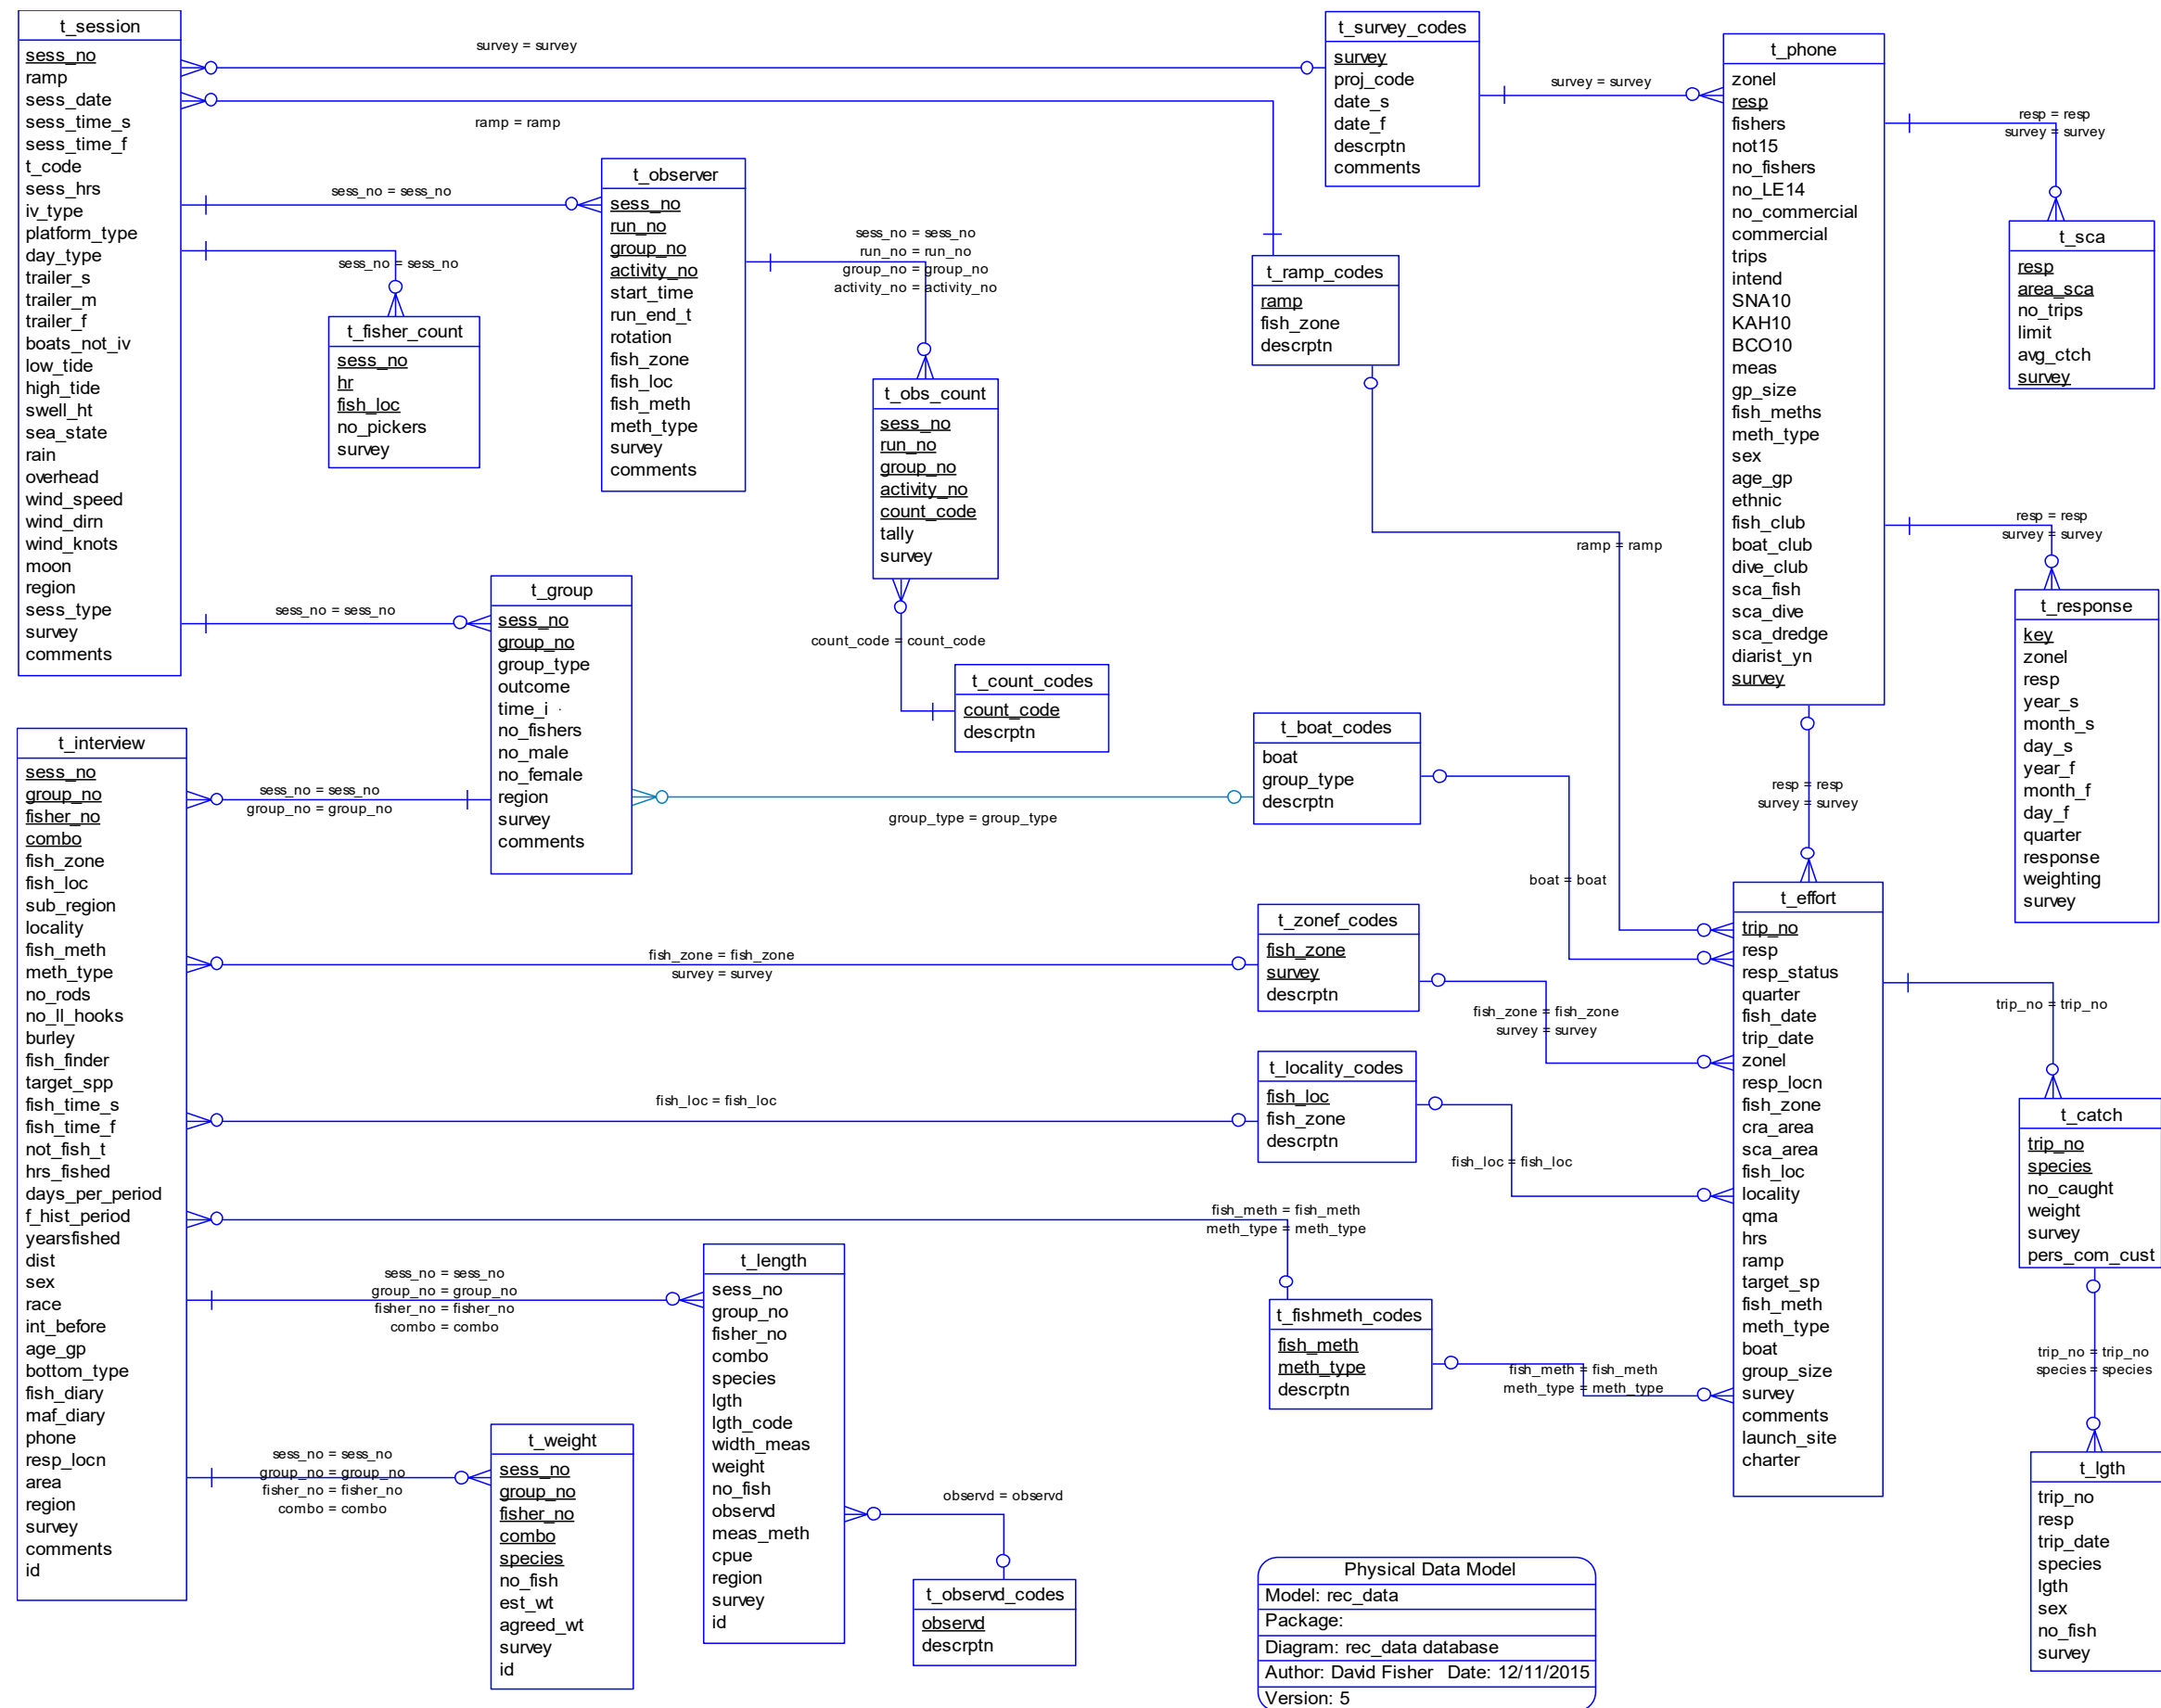 t_session
sess_no
ramp
sess_date
sess_time_s
sess_time_f
t_code
sess_hrs
iv_type
platform_type
day_type
trailer_s
trailer_m
trailer_f
boats_not_iv
low_tide
high_tide
swell_ht
sea_state
rain
overhead
wind_speed
wind_dirn
wind_knots
moon
region
sess_type
survey
comments
survey = survey
ramp = ramp
sess_no = sess_no
sess_no = sess_no
sess_no = sess_no
t_fisher_count
sess_no
hr
fish_loc
no_pickers
survey
t_observer
sess_no
run_no
group_no
activity_no
start_time
run_end_t
rotation
fish_zone
fish_loc
fish_meth
meth_type
survey
comments
sess_no = sess_no
run_no = run_no
group_no = group_no
activity_no = activity_no
t_obs_count
sess_no
run_no
group_no
activity_no
count_code
tally
survey
count_code = count_code
t_count_codes
count_code
descrptn
t_survey_codes
survey
proj_code
date_s
date_f
descrptn
comments
survey = survey
t_ramp_codes
ramp
fish_zone
descrptn
ramp = ramp
t_phone
zonel
resp
fishers
not15
no_fishers
no_LE14
no_commercial
commercial
trips
intend
SNA10
KAH10
BCO10
meas
gp_size
fish_meths
meth_type
sex
age_gp
ethnic
fish_club
boat_club
dive_club
sca_fish
sca_dive
sca_dredge
diarist_yn
survey
resp = resp
survey = survey
t_sca
resp
area_sca
no_trips
limit
avg_ctch
survey
resp = resp
survey = survey
t_response
key
zonel
resp
year_s
month_s
day_s
year_f
month_f
day_f
quarter
response
weighting
survey
resp = resp
survey = survey
t_group
sess_no
group_no
group_type
outcome
time_i
no_fishers
no_male
no_female
region
survey
comments
sess_no = sess_no
group_no = group_no
group_type = group_type
t_boat_codes
boat
group_type
descrptn
boat = boat
t_interview
sess_no
group_no
fisher_no
combo
fish_zone
fish_loc
sub_region
locality
fish_meth
meth_type
no_rods
no_ll_hooks
burley
fish_finder
target_spp
fish_time_s
fish_time_f
not_fish_t
hrs_fished
days_per_period
f_hist_period
yearsfished
dist
sex
race
int_before
age_gp
bottom_type
fish_diary
maf_diary
phone
resp_locn
area
region
survey
comments
id
fish_zone = fish_zone
survey = survey
t_zonef_codes
fish_zone
survey
descrptn
fish_zone = fish_zone
survey = survey
fish_loc = fish_loc
t_locality_codes
fish_loc
fish_zone
descrptn
fish_loc = fish_loc
fish_meth = fish_meth
meth_type = meth_type
t_fishmeth_codes
fish_meth
meth_type
descrptn
fish_meth = fish_meth
meth_type = meth_type
t_effort
trip_no
resp
resp_status
quarter
fish_date
trip_date
zonel
resp_locn
fish_zone
cra_area
sca_area
fish_loc
locality
qma
hrs
ramp
target_sp
fish_meth
meth_type
boat
group_size
survey
comments
launch_site
charter
trip_no = trip_no
t_catch
trip_no
species
no_caught
weight
survey
pers_com_cust
trip_no = trip_no
species = species
t_lgth
trip_no
resp
trip_date
species
lgth
sex
no_fish
survey
sess_no = sess_no
group_no = group_no
fisher_no = fisher_no
combo = combo
t_length
sess_no
group_no
fisher_no
combo
species
lgth
lgth_code
width_meas
weight
no_fish
observd
meas_meth
cpue
region
survey
id
sess_no = sess_no
group_no = group_no
fisher_no = fisher_no
combo = combo
t_weight
sess_no
group_no
fisher_no
combo
species
no_fish
est_wt
agreed_wt
survey
id
observd = observd
t_observd_codes
observd
descrptn
Physical Data Model
Model: rec_data
Package:
Diagram: rec_data database
Author: David Fisher Date: 12/11/2015
Version: 5